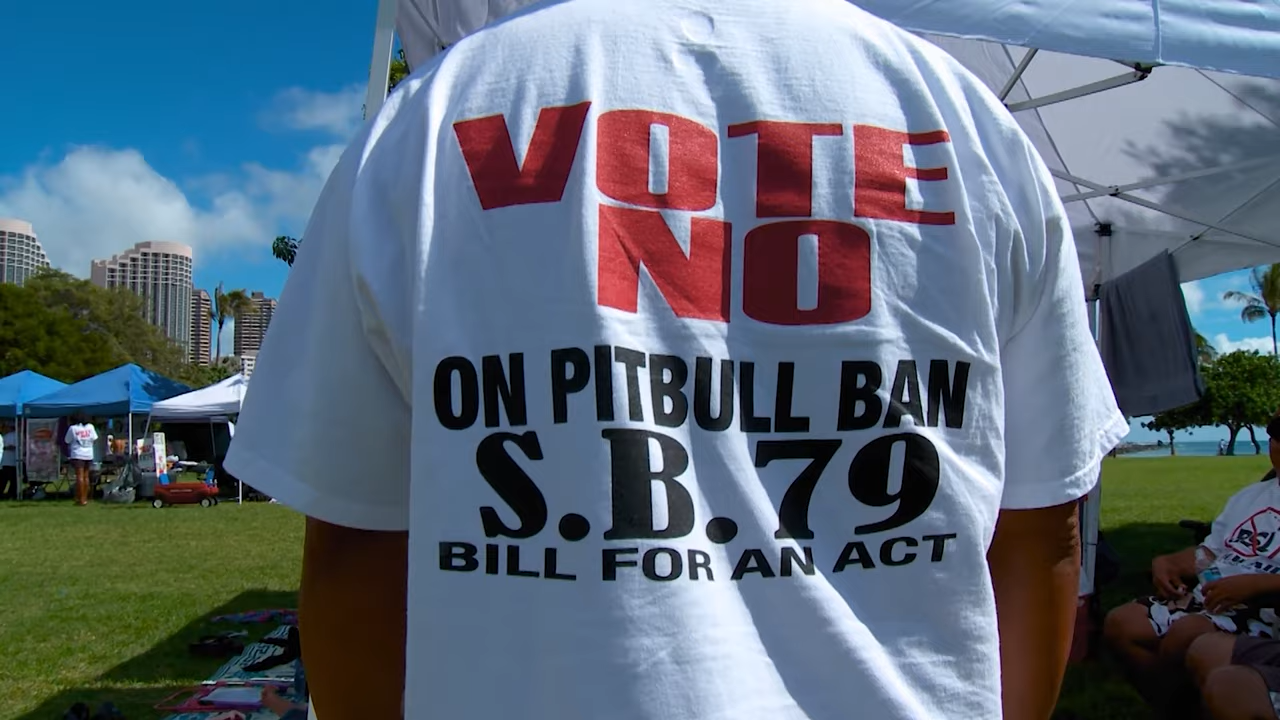 VOTE
NO
ON PITBULL BAN
S.B.79
BILL FOR AN ACT